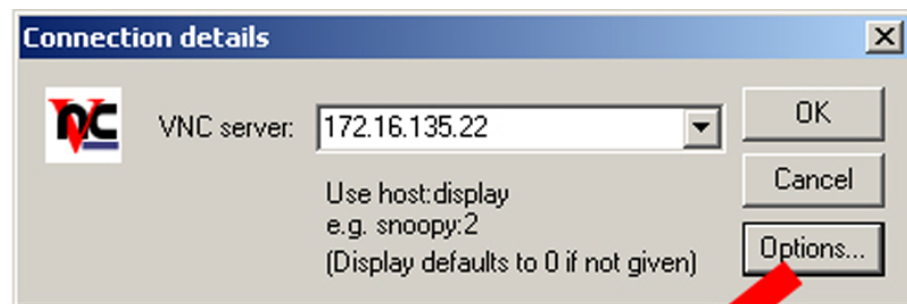 Connection details
VNC
VNC server:
172.16.135.22
OK
Use host:display
e.g. snoopy:2
(Display defaults to 0 if not given)
Cancel
Options...